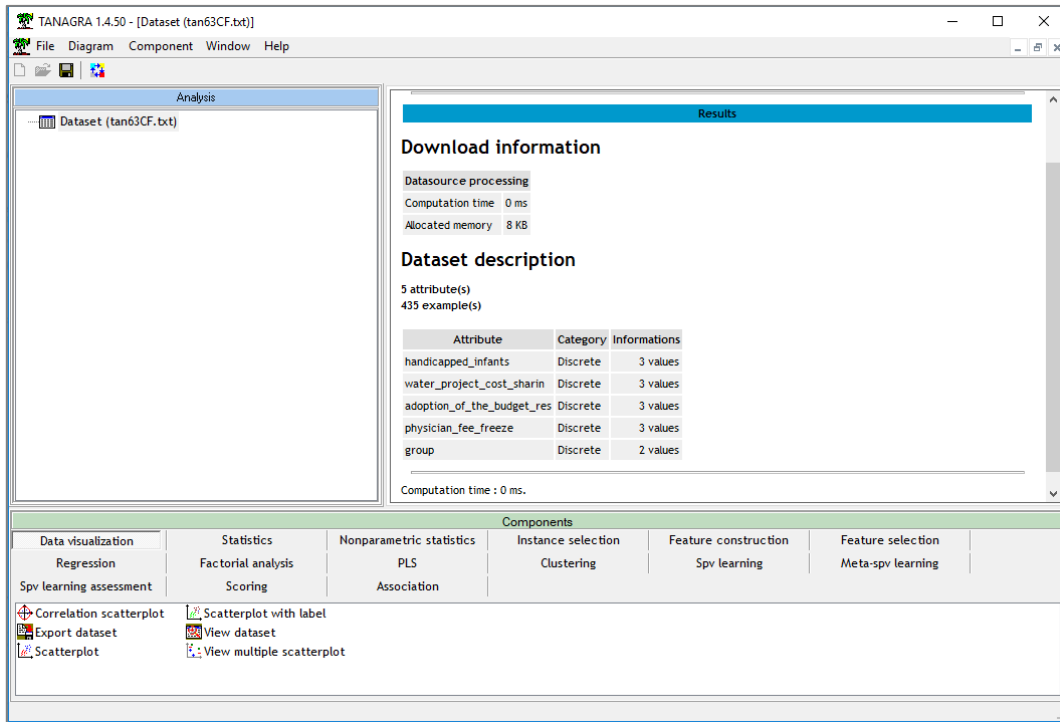 TANAGRA 1.4.50 - [Dataset (tan63CF.txt)]
File Diagram Component Window Help
Analysis
Dataset (tan63CF.txt)
Results
Download information
Datasource processing
Computation time 0 ms
Allocated memory 8 KB
Dataset description
5 attribute(s)
435 example(s)
Attribute Category Informations
handicapped_infants Discrete 3 values
water_project_cost_sharin Discrete 3 values
adoption_of_the_budget_res Discrete 3 values
physician_fee_freeze Discrete 3 values
group Discrete 2 values
Computation time : 0 ms.
Components
Data visualization Statistics Nonparametric statistics Instance selection Feature construction Feature selection
Regression Factorial analysis PLS Clustering Spv learning Meta-spv learning
Spv learning assessment Scoring Association
Correlation scatterplot Scatterplot with label
Export dataset View dataset
Scatterplot View multiple scatterplot